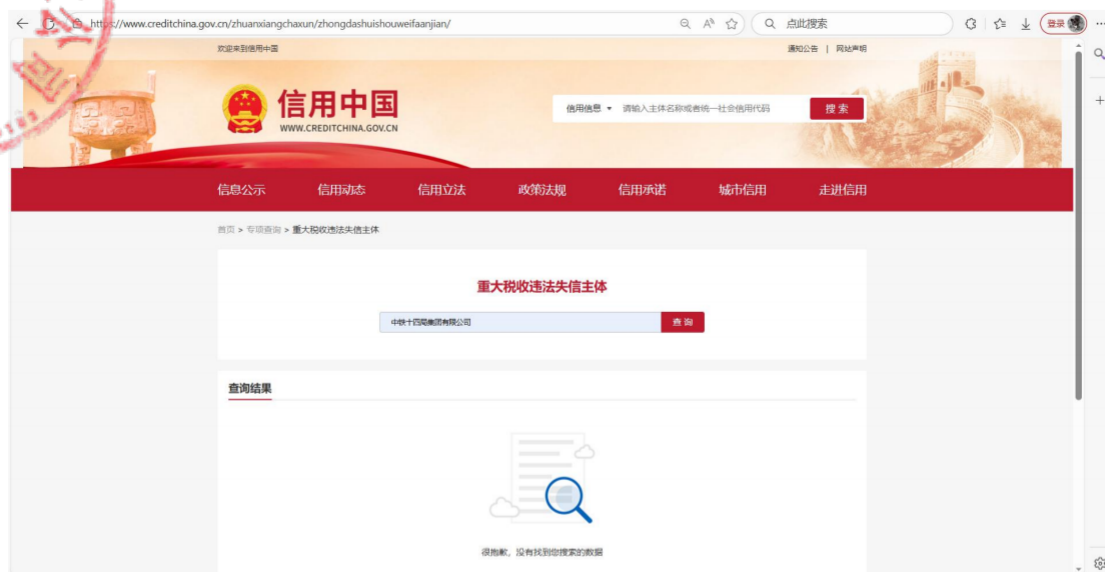 https://www.creditchina.gov.cn/zhuanxiangchaxun/zhongdashuishouweifaanjian/
点此搜索
登录
欢迎来到信用中国
通知公告 | 网站声明
信用中国
WWW.CREDITCHINA.GOV.CN
信用信息
请输入主体名称或者统一社会信用代码
搜索
信息公示
信用动态
信用立法
政策法规
信用承诺
城市信用
走进信用
首页 > 专项查询 > 重大税收违法失信主体
重大税收违法失信主体
中铁十四局集团有限公司
查询
查询结果
很抱歉，没有找到您搜索的数据